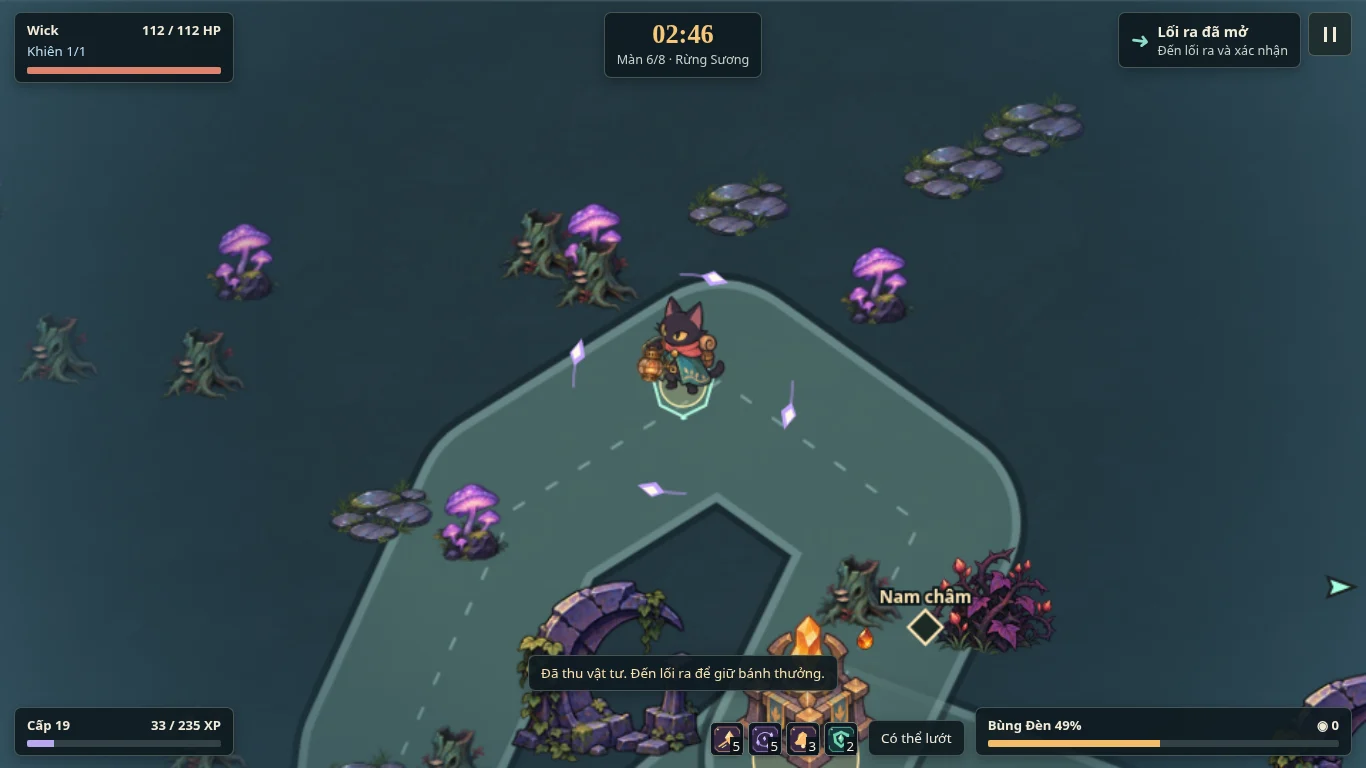 Wick 112 / 112 HP
Khiên 1/1
02:46
Màn 6/8 · Rừng Sương
Lối ra đã mở
Đến lối ra và xác nhận
Nam châm
Đã thu vật tư. Đến lối ra để giữ bánh thưởng.
Cấp 19 33 / 235 XP
5 5 3 2
Có thể lướt
Bùng Đèn 49% 0